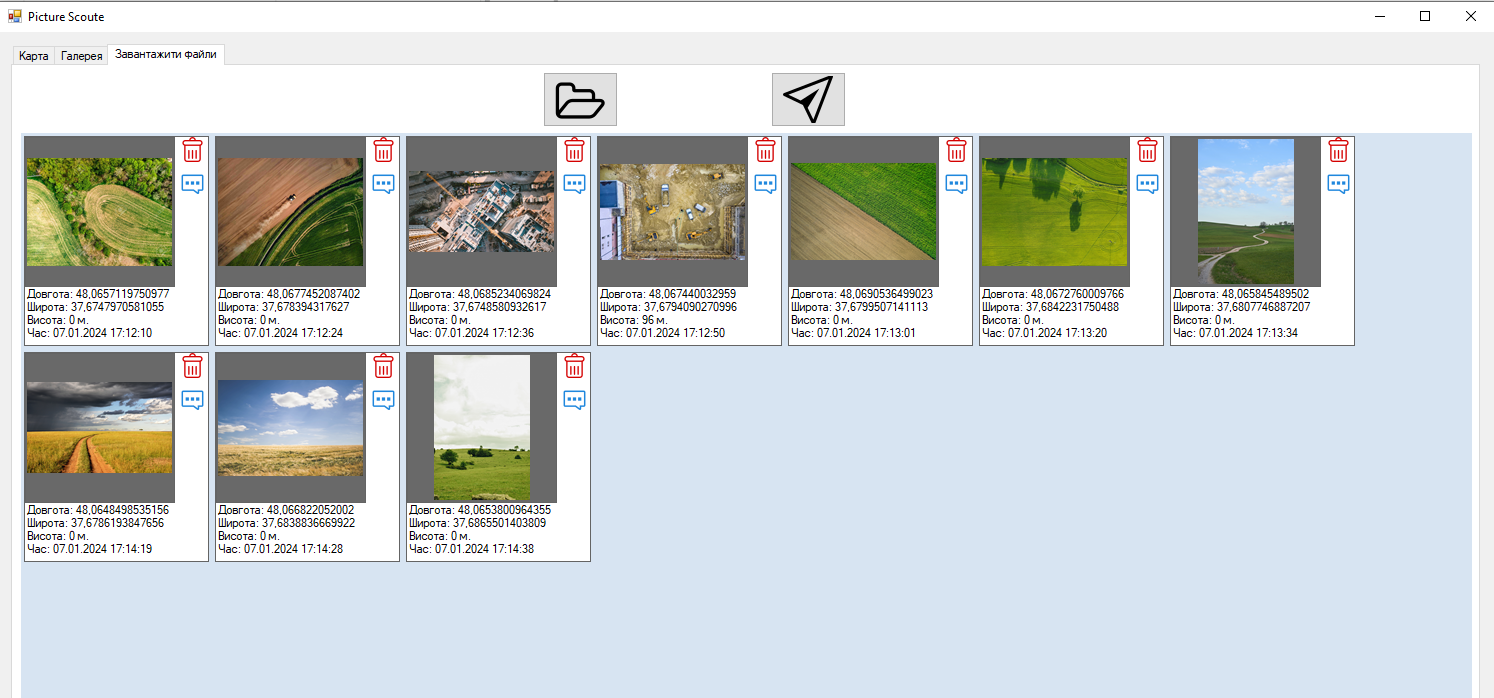 Picture Scoute
Карта Галерея Завантажити файли
Довгота: 48,0657119750977
Широта: 37,6747970581055
Висота: 0 м.
Час: 07.01.2024 17:12:10
Довгота: 48,0677452087402
Широта: 37,678394317627
Висота: 0 м.
Час: 07.01.2024 17:12:24
Довгота: 48,0685234069824
Широта: 37,6748580932617
Висота: 0 м.
Час: 07.01.2024 17:12:36
Довгота: 48,067440032959
Широта: 37,6794090270996
Висота: 96 м.
Час: 07.01.2024 17:12:50
Довгота: 48,0690536499023
Широта: 37,6799507141113
Висота: 0 м.
Час: 07.01.2024 17:13:01
Довгота: 48,0672760009766
Широта: 37,6842231750488
Висота: 0 м.
Час: 07.01.2024 17:13:20
Довгота: 48,065845489502
Широта: 37,6807746887207
Висота: 0 м.
Час: 07.01.2024 17:13:34
Довгота: 48,0648498535156
Широта: 37,6786193847656
Висота: 0 м.
Час: 07.01.2024 17:14:19
Довгота: 48,066822052002
Широта: 37,6838836669922
Висота: 0 м.
Час: 07.01.2024 17:14:28
Довгота: 48,0653800964355
Широта: 37,6865501403809
Висота: 0 м.
Час: 07.01.2024 17:14:38